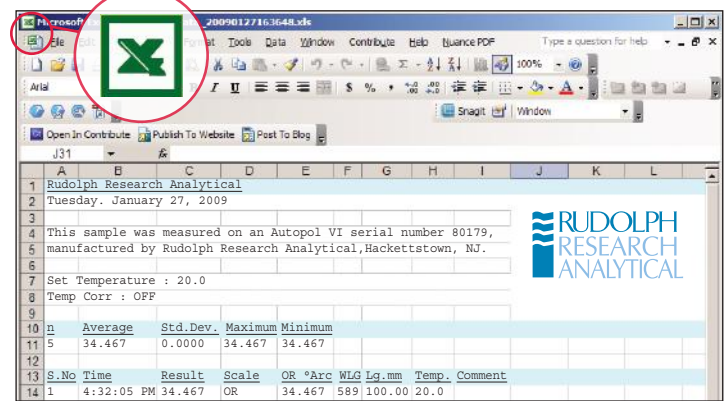 Microsof 20090127163648.xls
File Format Tools Data Window Contribute Help Nuance PDF Type a question for help
100%
Arial I U $ % ,
Snagit Window
Open In Contribute Publish To Website Post To Blog
J31 fx
A B C D E F G H I J K L
1 Rudolph Research Analytical
2 Tuesday. January 27, 2009
3
4 This sample was measured on an Autopol VI serial number 80179,
5 manufactured by Rudolph Research Analytical,Hackettstown, NJ.
6
7 Set Temperature : 20.0
8 Temp Corr : OFF
9
10 n Average Std.Dev. Maximum Minimum
11 5 34.467 0.0000 34.467 34.467
12
13 S.No Time Result Scale OR °Arc WLG Lg.mm Temp. Comment
14 1 4:32:05 PM 34.467 OR 34.467 589 100.00 20.0
RUDOLPH
RESEARCH
ANALYTICAL